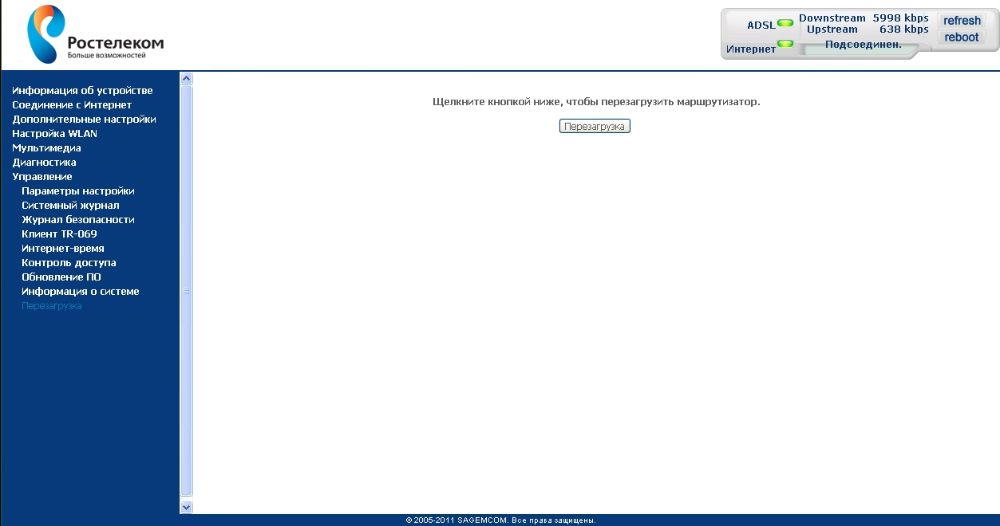 Ростелеком
Больше возможностей
ADSL
Downstream 5998 kbps
Upstream 638 kbps
Интернет
Подсоединен.
refresh
reboot
Информация об устройстве
Соединение с Интернет
Дополнительные настройки
Настройка WLAN
Мультимедиа
Диагностика
Управление
Параметры настройки
Системный журнал
Журнал безопасности
Клиент TR-069
Интернет-время
Контроль доступа
Обновление ПО
Информация о системе
Перезагрузка
Щелкните кнопкой ниже, чтобы перезагрузить маршрутизатор.
Перезагрузка
© 2005-2011 SAGEMCOM. Все права защищены.